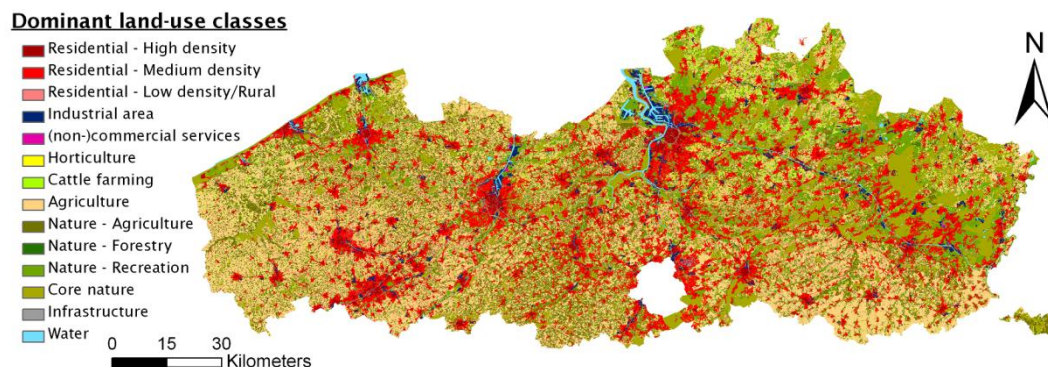 Dominant land-use classes
Residential - High density
Residential - Medium density
Residential - Low density/Rural
Industrial area
(non-)commercial services
Horticulture
Cattle farming
Agriculture
Nature - Agriculture
Nature - Forestry
Nature - Recreation
Core nature
Infrastructure
Water
0 15 30
Kilometers
N